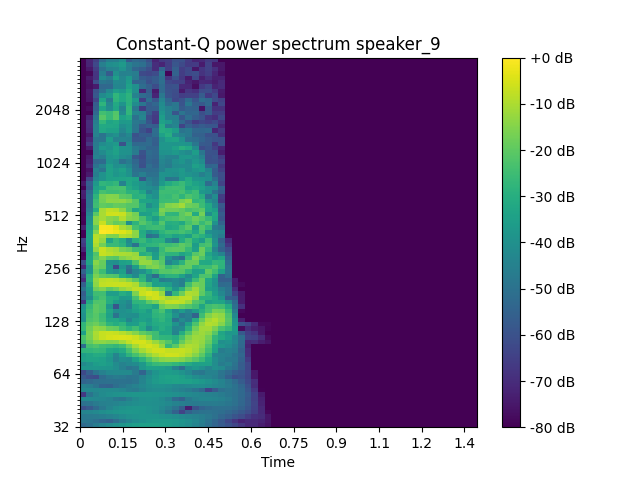 Constant-Q power spectrum speaker_9
Hz
2048
1024
512
256
128
64
32
0 0.15 0.3 0.45 0.6 0.75 0.9 1.1 1.2 1.4
Time
+0 dB
-10 dB
-20 dB
-30 dB
-40 dB
-50 dB
-60 dB
-70 dB
-80 dB